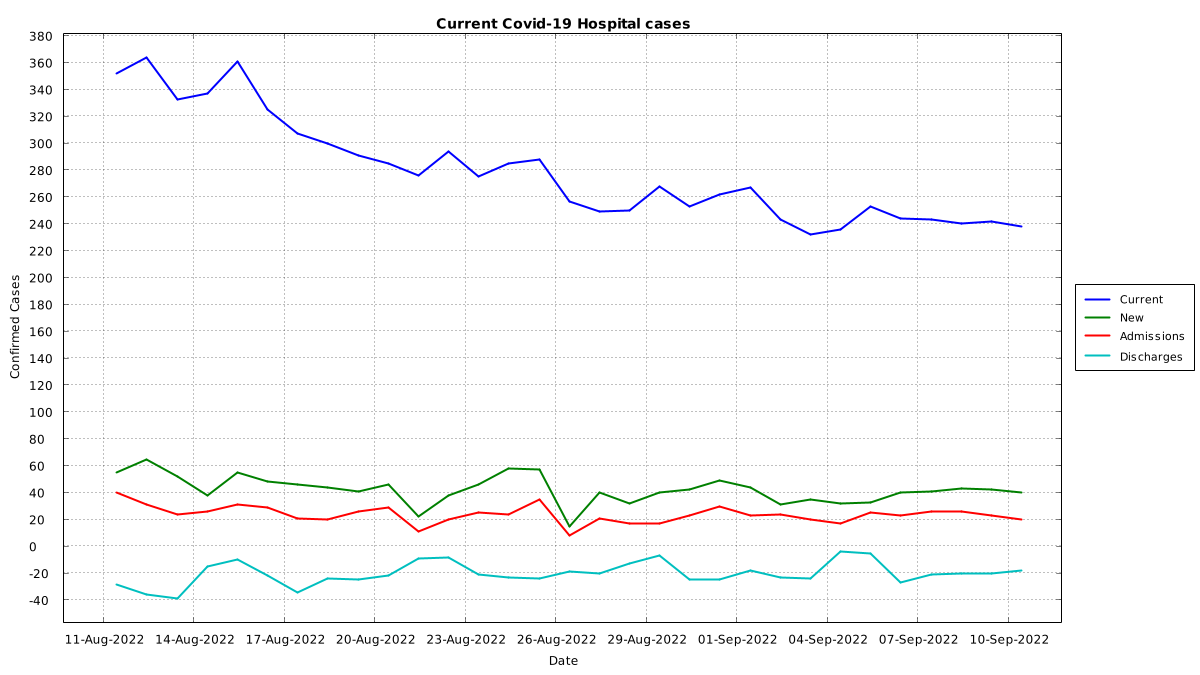 Current Covid-19 Hospital cases
380
360
340
320
300
280
260
240
220
200
180
160
140
120
100
80
60
40
20
0
-20
-40
Confirmed Cases
11-Aug-2022 14-Aug-2022 17-Aug-2022 20-Aug-2022 23-Aug-2022 26-Aug-2022 29-Aug-2022 01-Sep-2022 04-Sep-2022 07-Sep-2022 10-Sep-2022
Date
Current
New
Admissions
Discharges